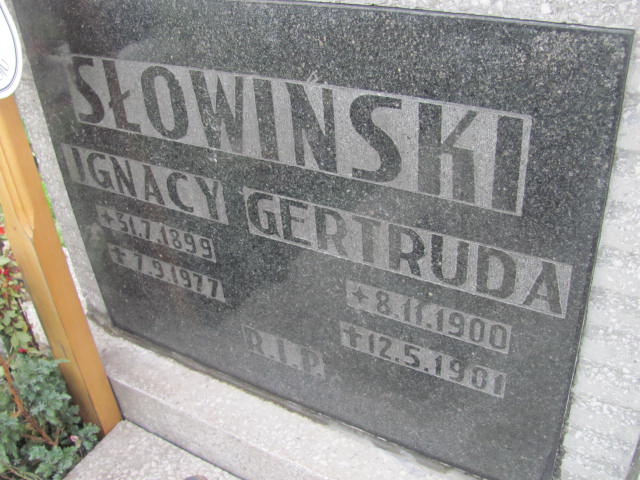 SŁOWIŃSKI
IGNACY
+31.7.1899
+7.9.1977
GERTRUDA
+8.11.1900
+12.5.1981
R.I.P.